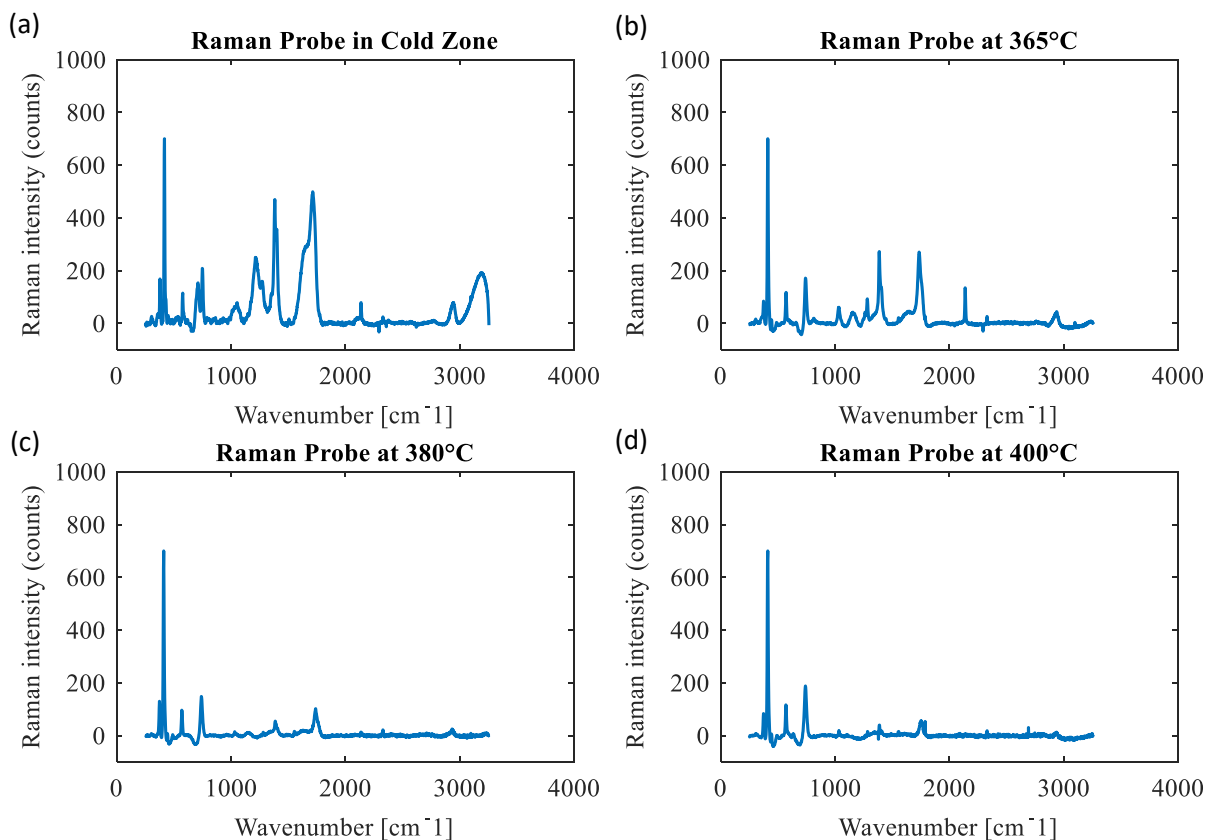 (a)
Raman Probe in Cold Zone
1000
800
600
400
200
0
Raman intensity (counts)
0 1000 2000 3000 4000
Wavenumber [cm⁻1]
(b)
Raman Probe at 365°C
1000
800
600
400
200
0
Raman intensity (counts)
0 1000 2000 3000 4000
Wavenumber [cm⁻1]
(c)
Raman Probe at 380°C
1000
800
600
400
200
0
Raman intensity (counts)
0 1000 2000 3000 4000
Wavenumber [cm⁻1]
(d)
Raman Probe at 400°C
1000
800
600
400
200
0
Raman intensity (counts)
0 1000 2000 3000 4000
Wavenumber [cm⁻1]